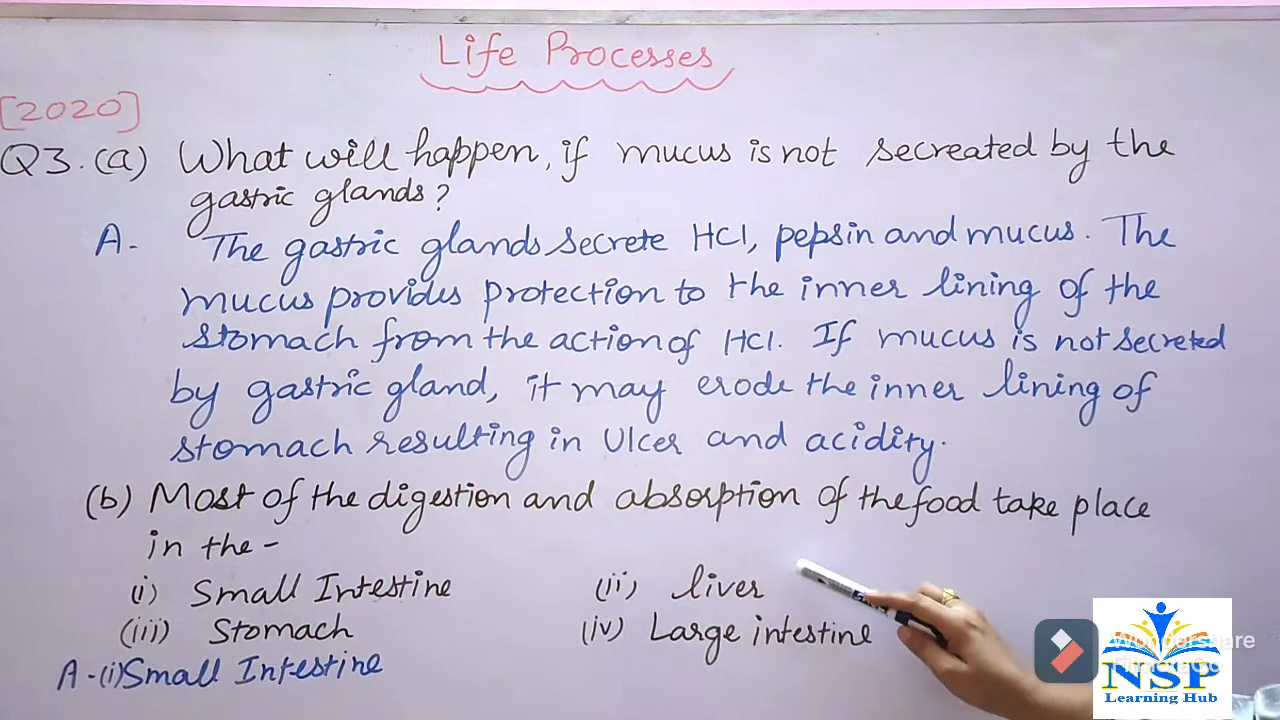 Life Processes
[2020]
Q3. (a) What will happen, if mucus is not secreated by the
gastric glands?
A- The gastric glands secrete HCl, pepsin and mucus. The
mucus provides protection to the inner lining of the
stomach from the action of HCl. If mucus is not secreted
by gastric gland, it may erode the inner lining of
stomach resulting in Ulcer and acidity.
(b) Most of the digestion and absorption of the food take place
in the -
(i) Small Intestine (ii) liver
(iii) Stomach (iv) Large intestine
A-(i) Small Intestine
Wondershare
Filmora Go
NSP
Learning Hub